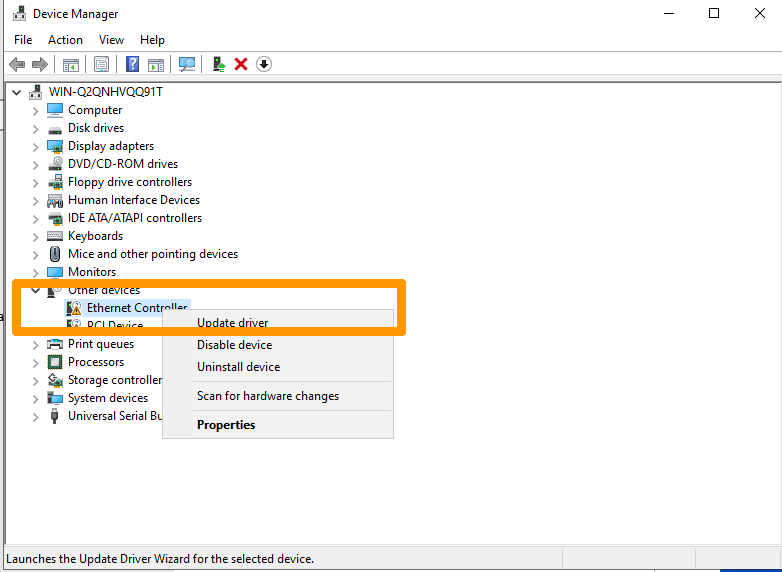 Device Manager
File Action View Help
WIN-Q2QNHVQQ91T
Computer
Disk drives
Display adapters
DVD/CD-ROM drives
Floppy drive controllers
Human Interface Devices
IDE ATA/ATAPI controllers
Keyboards
Mice and other pointing devices
Monitors
Other devices
Ethernet Controller
PCI Device
Update driver
Disable device
Uninstall device
Scan for hardware changes
Properties
Print queues
Processors
Storage controller
System devices
Universal Serial Bu
Launches the Update Driver Wizard for the selected device.